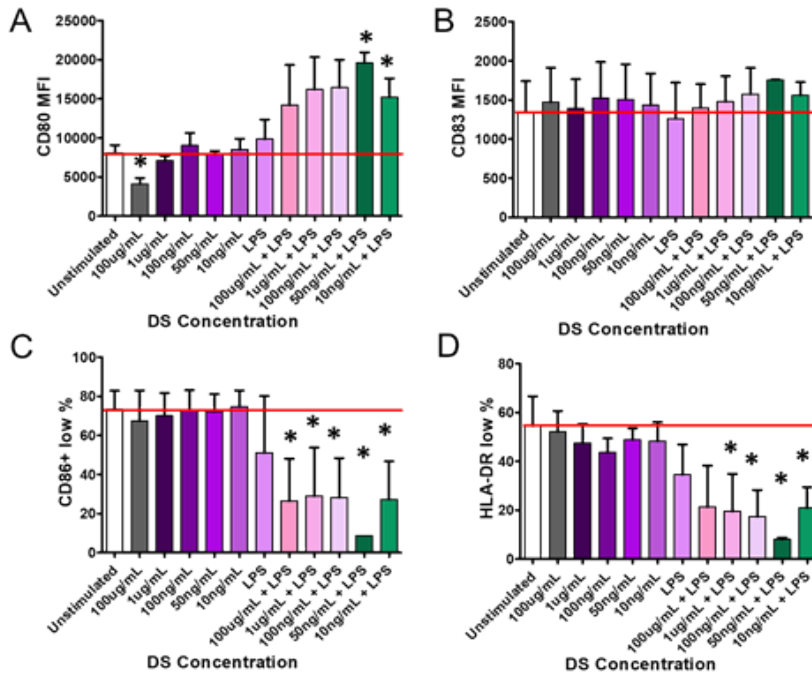 A
CD80 MFI
25000
20000
15000
10000
5000
0
*
*
*
Unstimulated
100ug/mL
1ug/mL
100ng/mL
50ng/mL
10ng/mL
LPS
100ug/mL + LPS
1ug/mL + LPS
100ng/mL + LPS
50ng/mL + LPS
10ng/mL + LPS
DS Concentration
B
CD83 MFI
2500
2000
1500
1000
500
0
Unstimulated
100ug/mL
1ug/mL
100ng/mL
50ng/mL
10ng/mL
LPS
100ug/mL + LPS
1ug/mL + LPS
100ng/mL + LPS
50ng/mL + LPS
10ng/mL + LPS
DS Concentration
C
CD86+ low %
100
80
60
40
20
0
*
*
*
*
*
Unstimulated
100ug/mL
1ug/mL
100ng/mL
50ng/mL
10ng/mL
LPS
100ug/mL + LPS
1ug/mL + LPS
100ng/mL + LPS
50ng/mL + LPS
10ng/mL + LPS
DS Concentration
D
HLA-DR low %
80
60
40
20
0
*
*
*
*
Unstimulated
100ug/mL
1ug/mL
100ng/mL
50ng/mL
10ng/mL
LPS
100ug/mL + LPS
1ug/mL + LPS
100ng/mL + LPS
50ng/mL + LPS
10ng/mL + LPS
DS Concentration